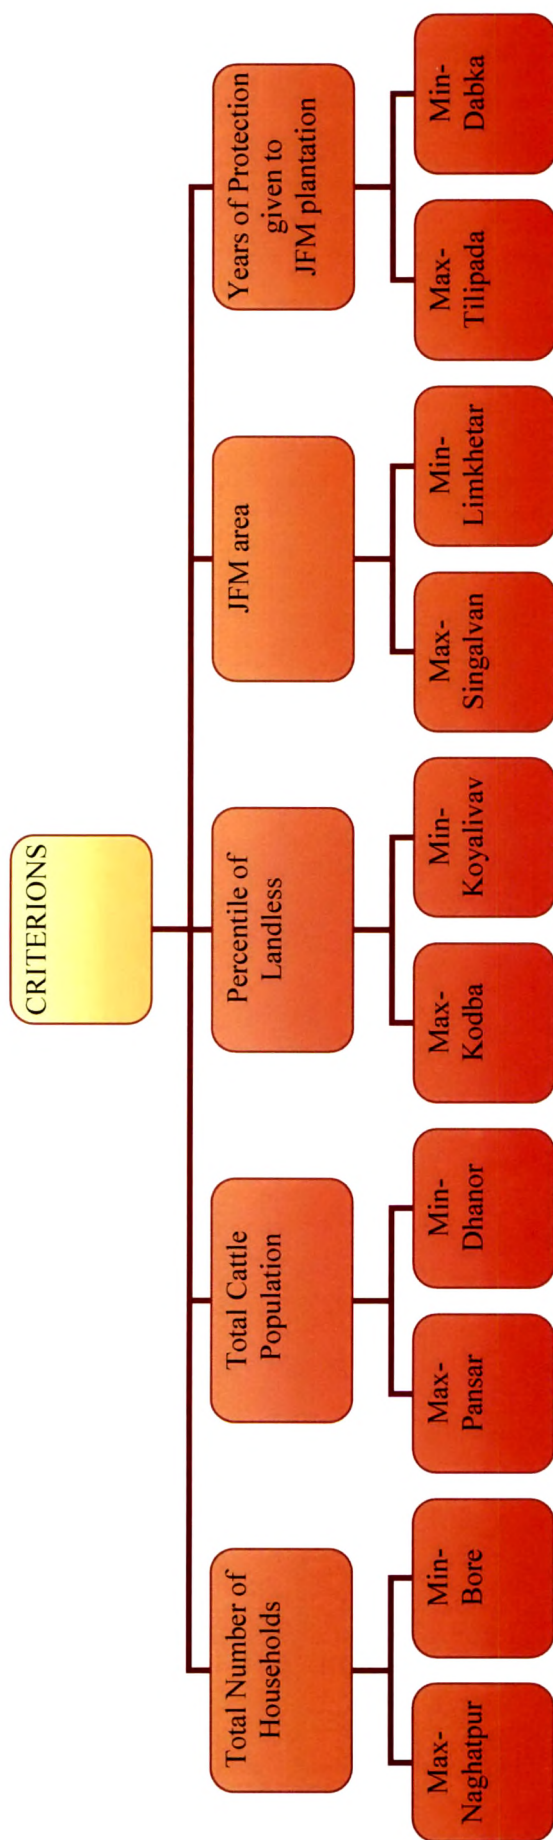 CRITERIONS
Total Number of
Households
Total Cattle
Population
Percentile of
Landless
JFM area
Years of Protection
given to
JFM plantation
Max-
Naghatpur
Min-
Bore
Max-
Pansar
Min-
Dhanor
Max-
Kodba
Min-
Koyalivav
Max-
Singalvan
Min-
Limkhetar
Max-
Tilipada
Min-
Dabka